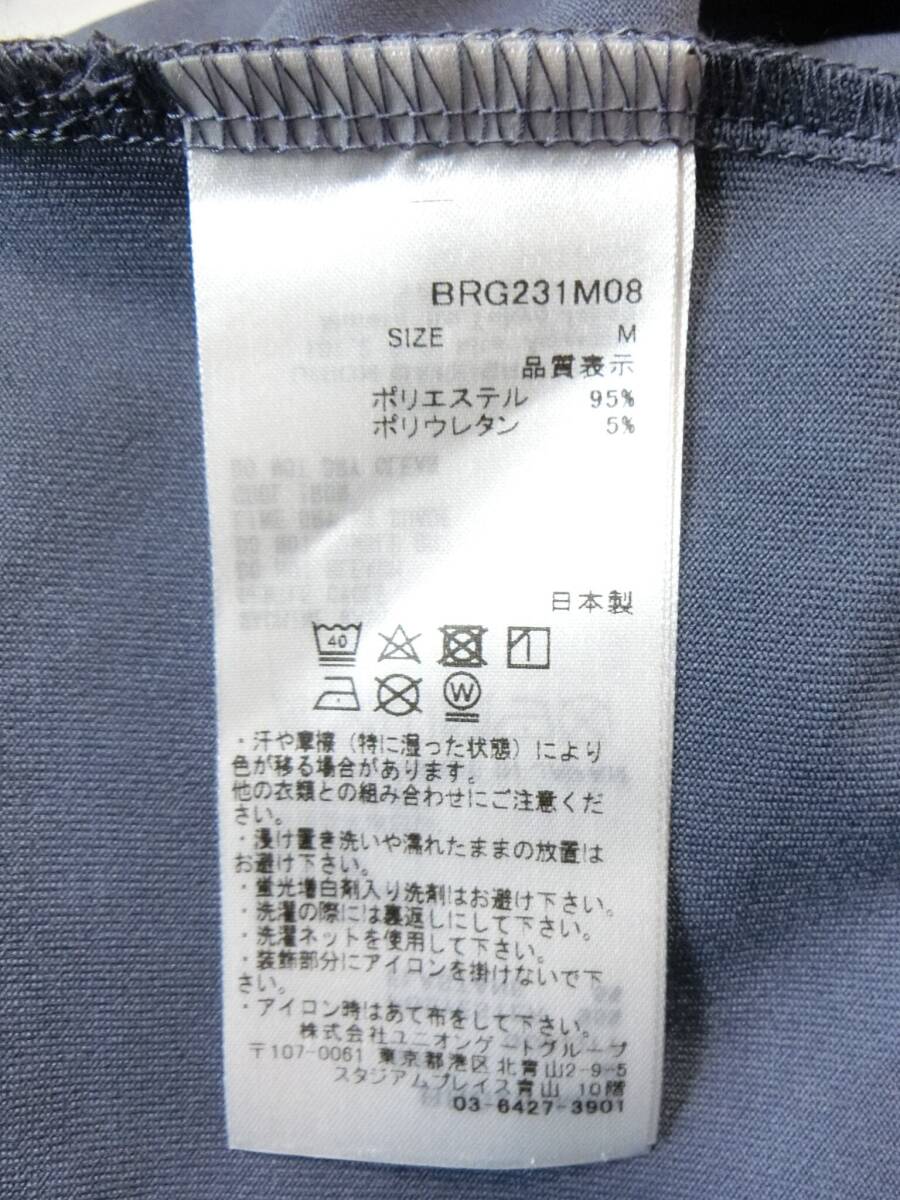 BRG231M08
SIZE M
品質表示
ポリエステル 95%
ポリウレタン 5%
DO NOT DRY CLEAN
COOL IRON
日本製
40
W
・汗や摩擦(特に湿った状態)により
色が移る場合があります。
他の衣類との組み合わせにご注意くだ
さい。
・浸け置き洗いや濡れたままの放置は
お避け下さい。
・蛍光増白剤入り洗剤はお避け下さい。
・洗濯の際には裏返しにして下さい。
・洗濯ネットを使用して下さい。
・装飾部分にアイロンを掛けないで下
さい。
・アイロン時はあて布をして下さい。
株式会社ユニオンゲートグループ
〒107-0061 東京都港区北青山2-9-5
スタジアムプレイス青山 10階
03-6427-3901